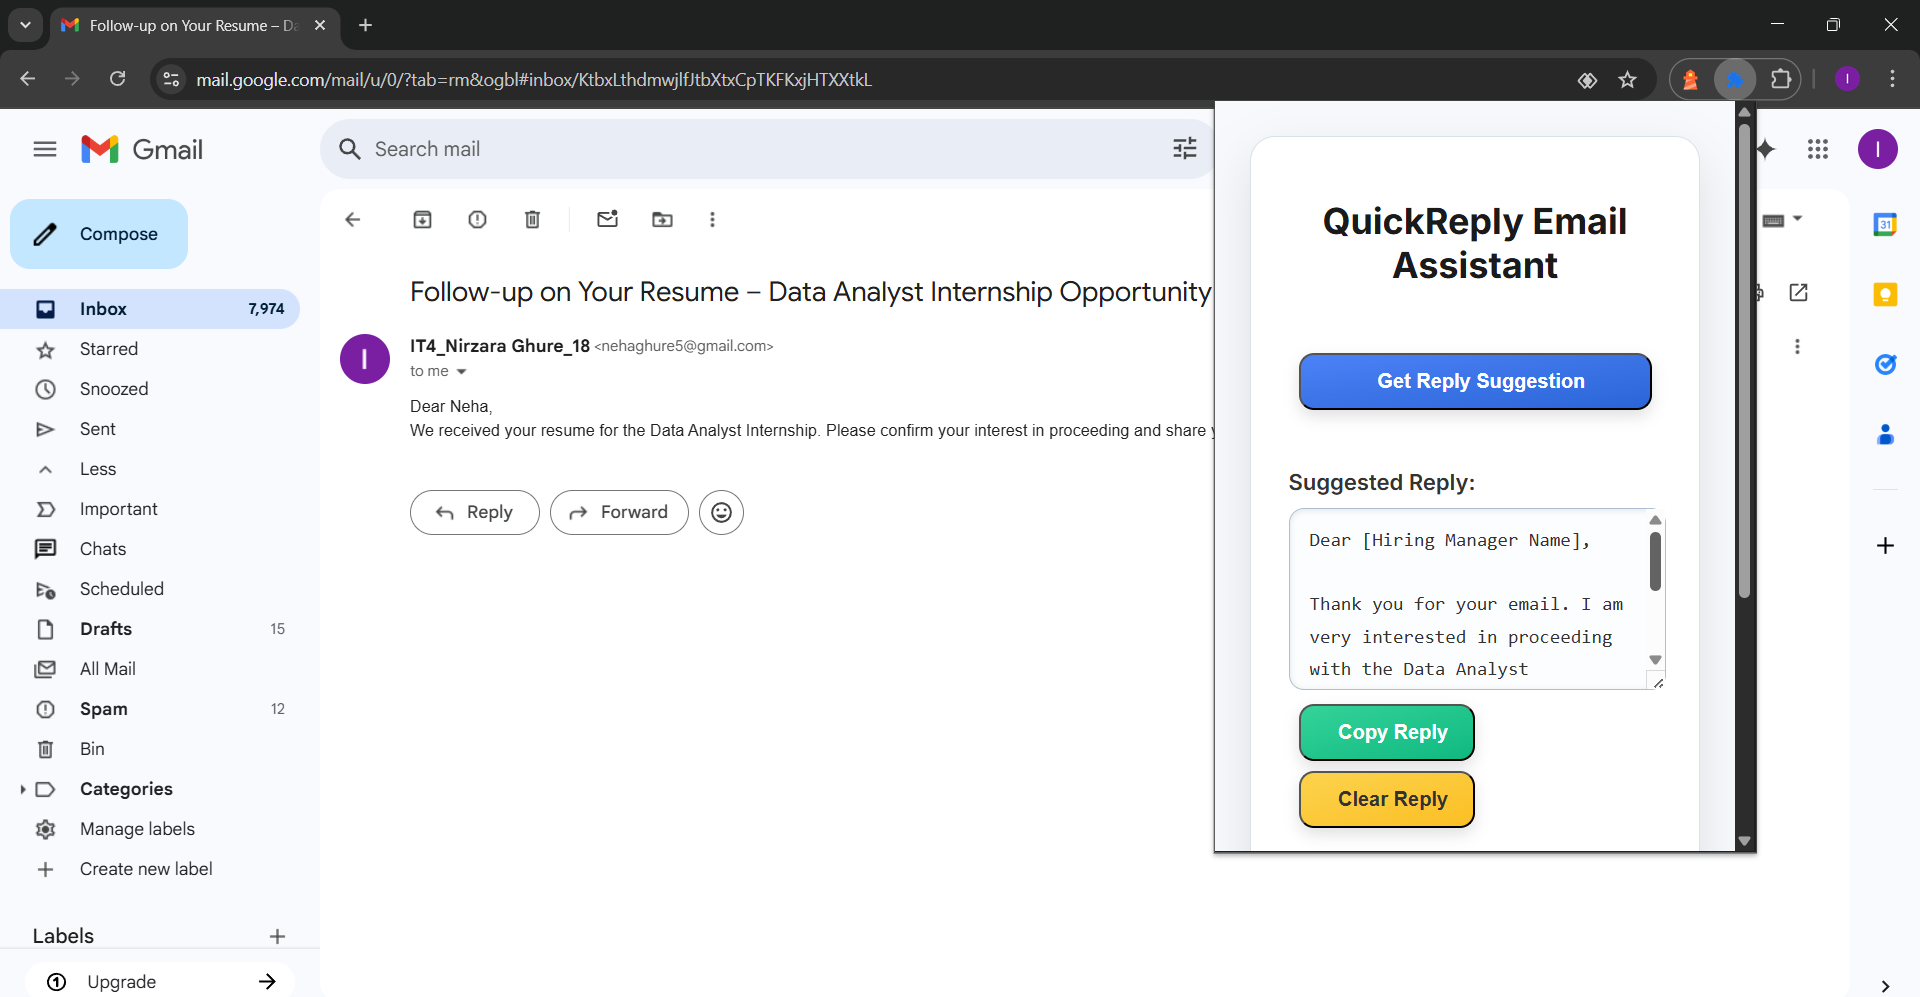 Follow-up on Your Resume – Da
mail.google.com/mail/u/0/?tab=rm&ogbl#inbox/KtbxLthdmwjlfJtbXtxCpTKFKxjHTXXtkL
I
Gmail
Search mail
I
Compose
Inbox 7,974
Starred
Snoozed
Sent
Less
Important
Chats
Scheduled
Drafts 15
All Mail
Spam 12
Bin
Categories
Manage labels
Create new label
Labels
1 Upgrade
Follow-up on Your Resume – Data Analyst Internship Opportunity
I
IT4_Nirzara Ghure_18 <nehaghure5@gmail.com>
to me
Dear Neha,
We received your resume for the Data Analyst Internship. Please confirm your interest in proceeding and share
Reply
Forward
QuickReply Email
Assistant
Get Reply Suggestion
Suggested Reply:
Dear [Hiring Manager Name],
Thank you for your email. I am
very interested in proceeding
with the Data Analyst
Copy Reply
Clear Reply
31